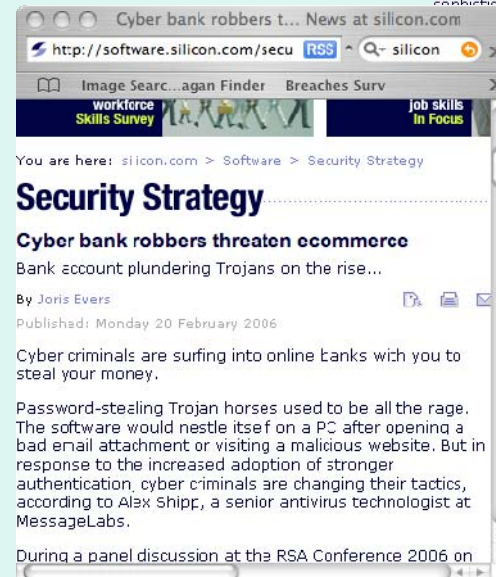 Cyber bank robbers t... News at silicon.com
http://software.silicon.com/secu RSS silicon
Image Searc...agan Finder Breaches Surv
workforce
Skills Survey
job skills
In Focus
You are here: silicon.com > Software > Security Strategy
Security Strategy
Cyber bank robbers threaten ecommerce
Bank account plundering Trojans on the rise...
By Joris Evers
Published: Monday 20 February 2006
Cyber criminals are surfing into online banks with you to
steal your money.
Password-stealing Trojan horses used to be all the rage.
The software would nestle itself on a PC after opening a
bad email attachment or visiting a malicious website. But in
response to the increased adoption of stronger
authentication, cyber criminals are changing their tactics,
according to Alex Shipp, a senior antivirus technologist at
MessageLabs.
During a panel discussion at the RSA Conference 2006 on